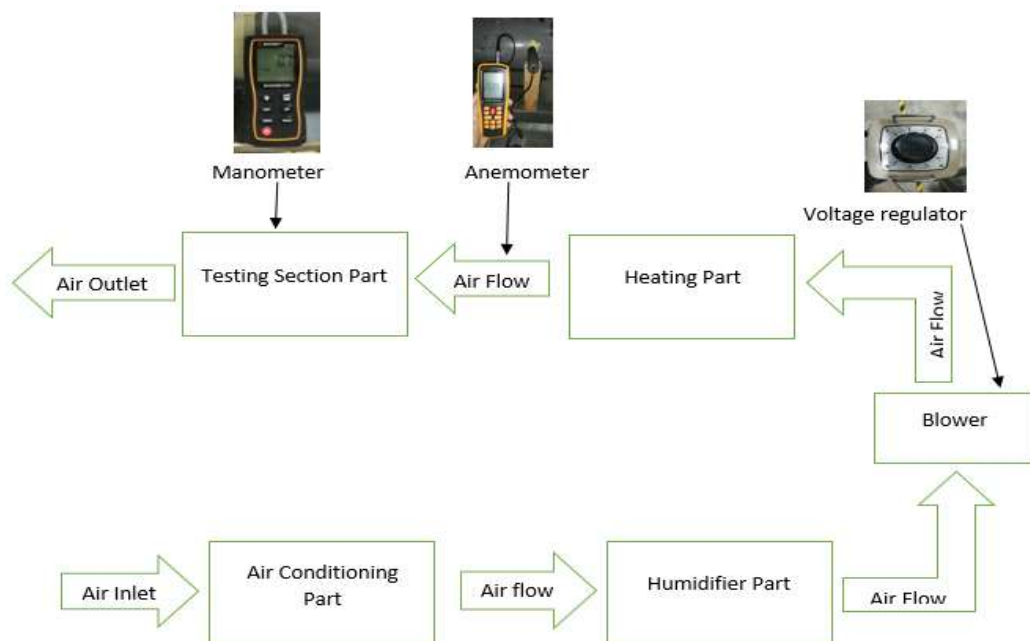 Manometer
Anemometer
Voltage regulator
Air Outlet
Testing Section Part
Air Flow
Heating Part
Air Flow
Blower
Air Inlet
Air Conditioning
Part
Air flow
Humidifier Part
Air Flow